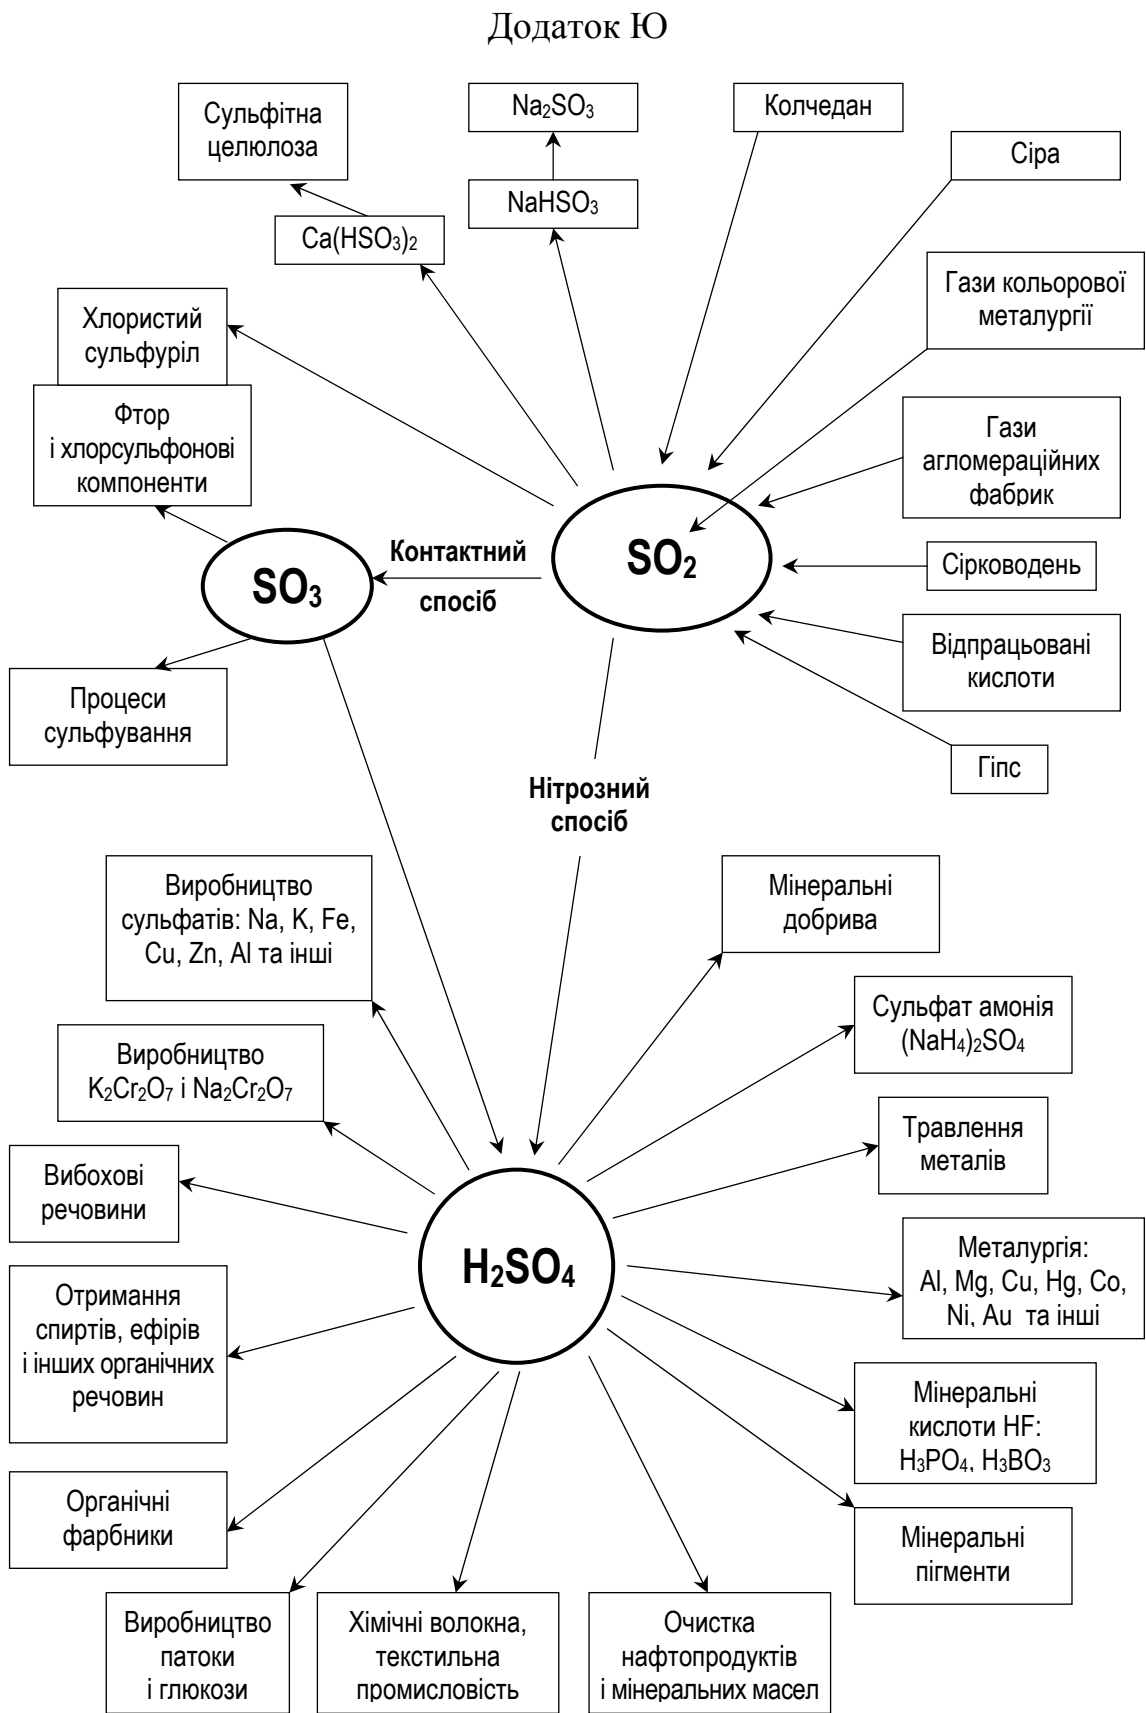 Додаток Ю
Сульфітна
целюлоза
Na₂SO₃
Колчедан
Сіра
NaHSO₃
Ca(HSO₃)₂
Гази кольорової
металургії
Хлористий
сульфуріл
Фтор
і хлорсульфонові
компоненти
Гази
агломераційних
фабрик
SO₃
Контактний
спосіб
SO₂
Сірководень
Відпрацьовані
кислоти
Процеси
сульфування
Гіпс
Нітрозний
спосіб
Виробництво
сульфатів: Na, K, Fe,
Cu, Zn, Al та інші
Мінеральні
добрива
Сульфат амонія
(NaH₄)₂SO₄
Виробництво
K₂Cr₂O₇ і Na₂Cr₂O₇
Травлення
металів
Вибохові
речовини
H₂SO₄
Металургія:
Al, Mg, Cu, Hg, Co,
Ni, Au та інші
Отримання
спиртів, ефірів
і інших органічних
речовин
Мінеральні
кислоти HF:
H₃PO₄, H₃BO₃
Органічні
фарбники
Мінеральні
пігменти
Виробництво
патоки
і глюкози
Хімічні волокна,
текстильна
промисловість
Очистка
нафтопродуктів
і мінеральних масел